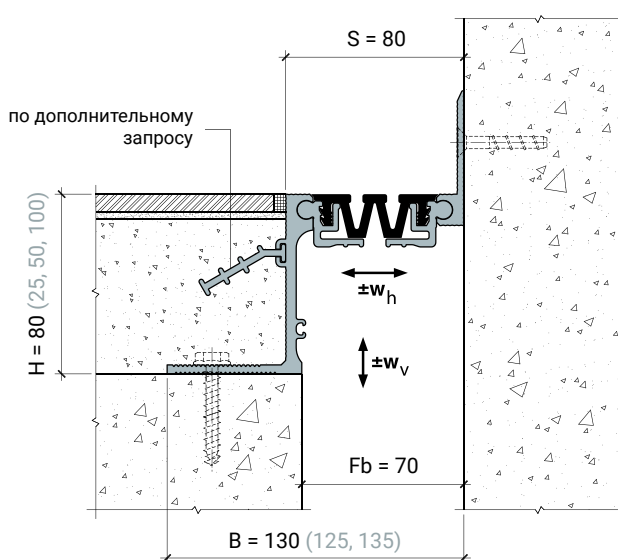 S = 80
по дополнительному
запросу
H = 80 (25, 50, 100)
±wh
±wv
Fb = 70
B = 130 (125, 135)